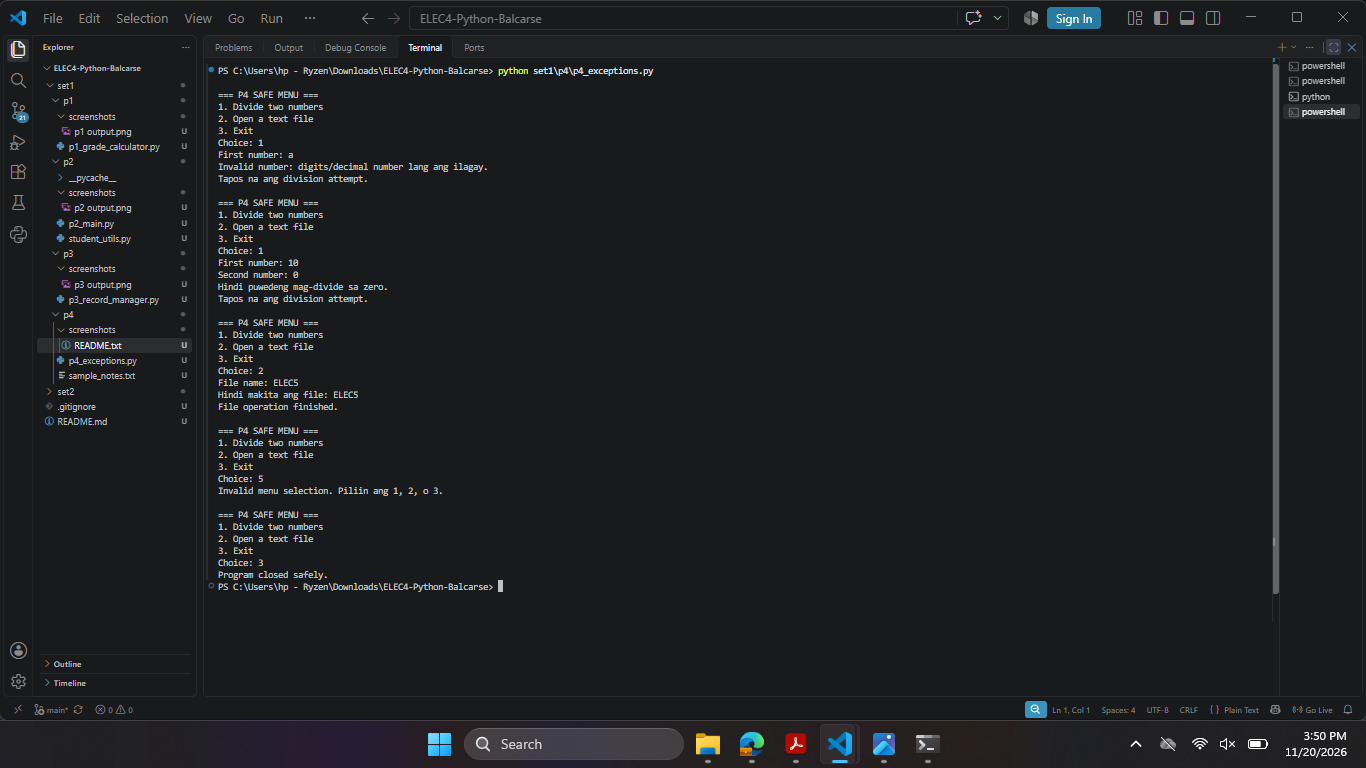 File Edit Selection View Go Run ···
ELEC4-Python-Balcarse
Sign In
Explorer
ELEC4-Python-Balcarse
set1
p1
screenshots
p1 output.png U
p1_grade_calculator.py U
p2
__pycache__
screenshots
p2 output.png U
p2_main.py U
student_utils.py U
p3
screenshots
p3 output.png U
p3_record_manager.py U
p4
screenshots
README.txt U
p4_exceptions.py U
sample_notes.txt U
set2
.gitignore U
README.md U
Outline
Timeline
21
Problems Output Debug Console Terminal Ports
PS C:\Users\hp - Ryzen\Downloads\ELEC4-Python-Balcarse> python set1\p4\p4_exceptions.py
=== P4 SAFE MENU ===
1. Divide two numbers
2. Open a text file
3. Exit
Choice: 1
First number: a
Invalid number: digits/decimal number lang ang ilagay.
Tapos na ang division attempt.
=== P4 SAFE MENU ===
1. Divide two numbers
2. Open a text file
3. Exit
Choice: 1
First number: 10
Second number: 0
Hindi puwedeng mag-divide sa zero.
Tapos na ang division attempt.
=== P4 SAFE MENU ===
1. Divide two numbers
2. Open a text file
3. Exit
Choice: 2
File name: ELEC5
Hindi makita ang file: ELEC5
File operation finished.
=== P4 SAFE MENU ===
1. Divide two numbers
2. Open a text file
3. Exit
Choice: 5
Invalid menu selection. Piliin ang 1, 2, o 3.
=== P4 SAFE MENU ===
1. Divide two numbers
2. Open a text file
3. Exit
Choice: 3
Program closed safely.
PS C:\Users\hp - Ryzen\Downloads\ELEC4-Python-Balcarse>
powershell
powershell
python
powershell
main* 0 0
Ln 1, Col 1 Spaces: 4 UTF-8 CRLF { } Plain Text Go Live
Search
3:50 PM
11/20/2026